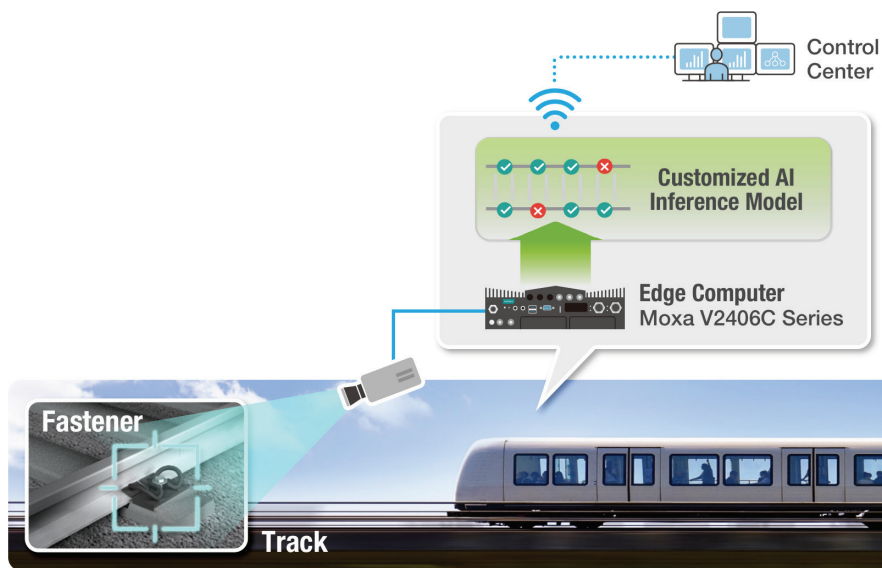 Control
Center
Customized AI
Inference Model
Edge Computer
Moxa V2406C Series
Fastener
Track